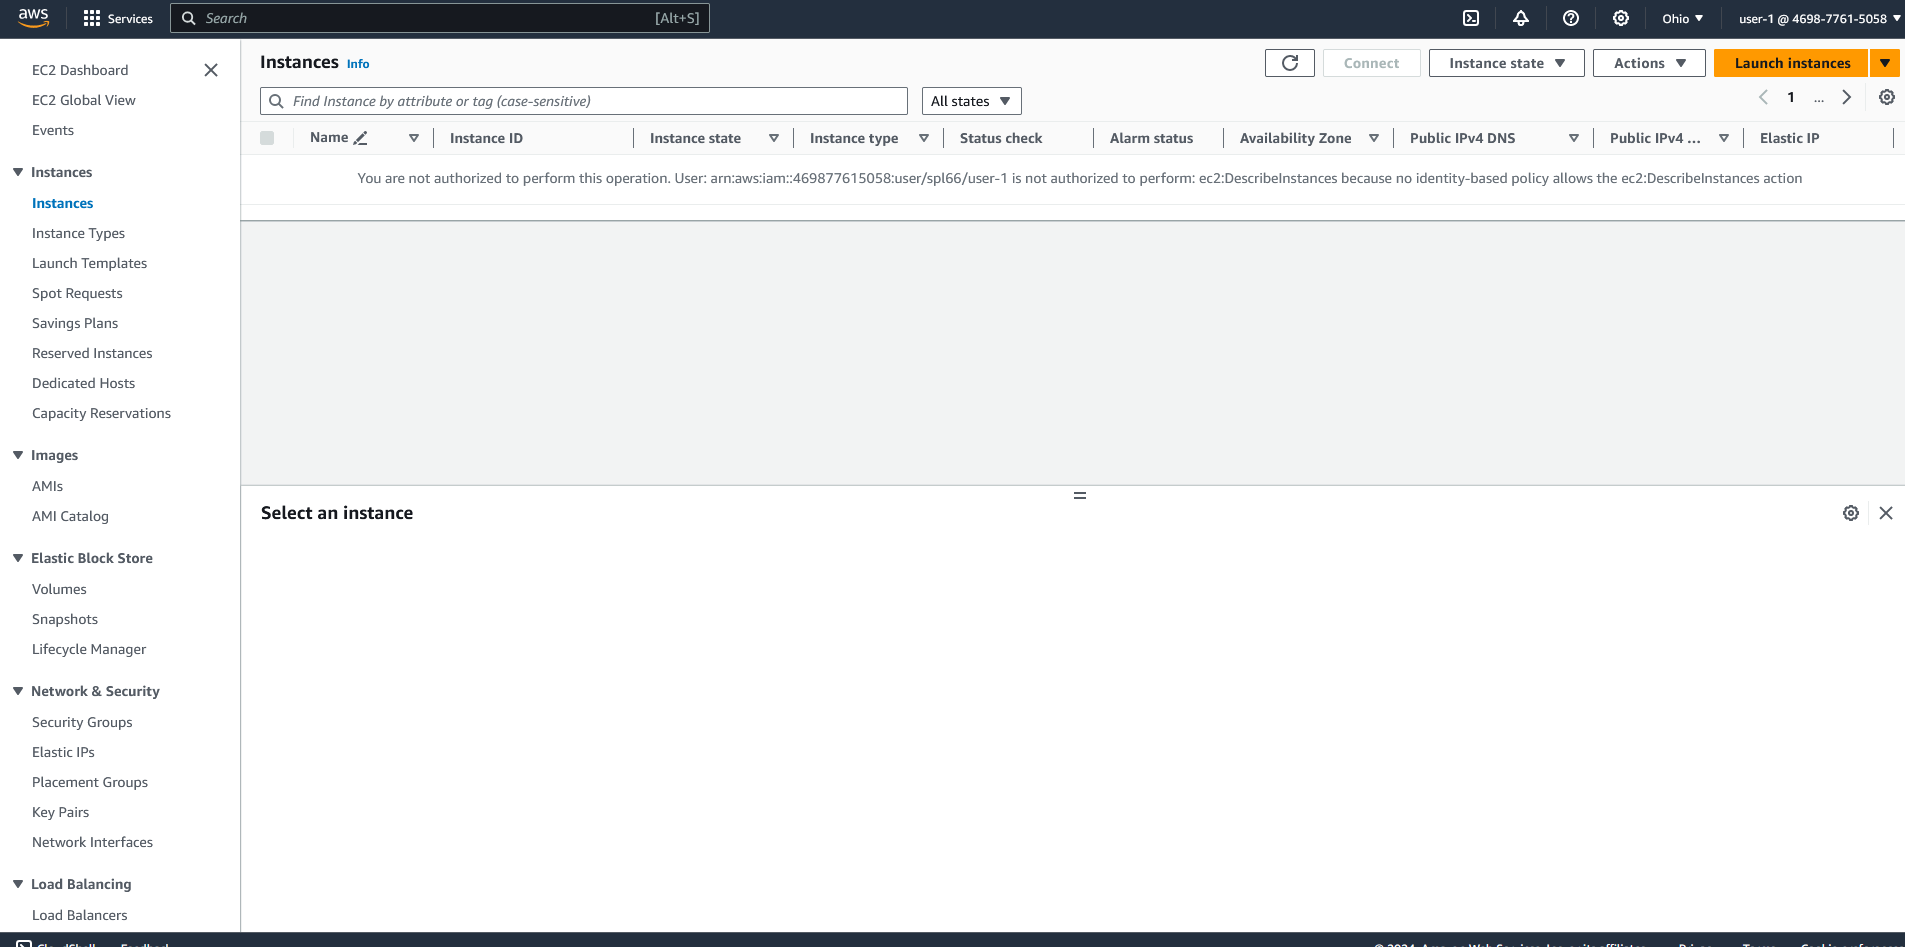 aws
Services
Search
[Alt+S]
Ohio
user-1 @ 4698-7761-5058
EC2 Dashboard
EC2 Global View
Events
Instances
Instances
Instance Types
Launch Templates
Spot Requests
Savings Plans
Reserved Instances
Dedicated Hosts
Capacity Reservations
Images
AMIs
AMI Catalog
Elastic Block Store
Volumes
Snapshots
Lifecycle Manager
Network & Security
Security Groups
Elastic IPs
Placement Groups
Key Pairs
Network Interfaces
Load Balancing
Load Balancers
Instances Info
Connect
Instance state
Actions
Launch instances
Find Instance by attribute or tag (case-sensitive)
All states
1
...
Name
Instance ID
Instance state
Instance type
Status check
Alarm status
Availability Zone
Public IPv4 DNS
Public IPv4 ...
Elastic IP
You are not authorized to perform this operation. User: arn:aws:iam::469877615058:user/spl66/user-1 is not authorized to perform: ec2:DescribeInstances because no identity-based policy allows the ec2:DescribeInstances action
Select an instance
CloudShell
Feedback